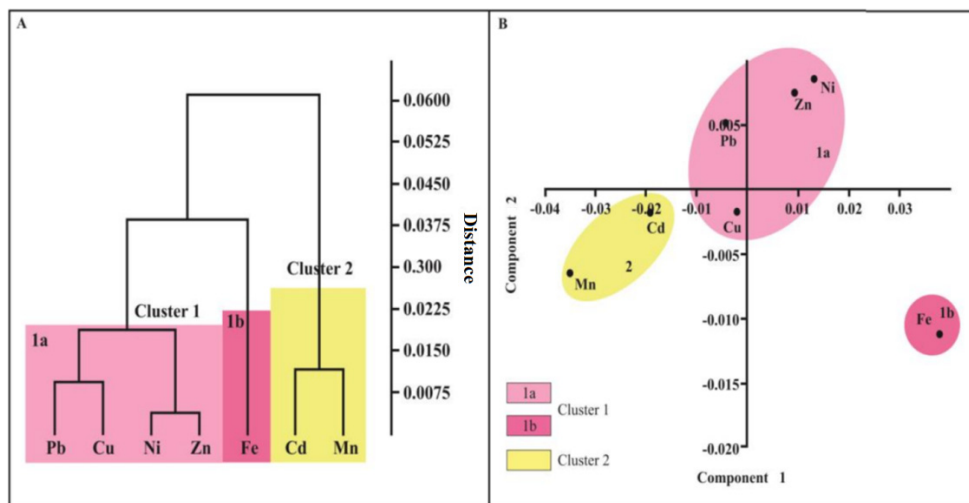 A
0.0600
0.0525
0.0450
0.0375
0.300
0.0225
0.0150
0.0075
Distance
Cluster 1
Cluster 2
1a
1b
Pb Cu Ni Zn Fe Cd Mn
B
Ni
Zn
0.005
Pb
1a
-0.04 -0.03 -0.02 -0.01 0.01 0.02 0.03
Cd
Cu
Mn
2
-0.005
-0.010
-0.015
-0.020
Fe 1b
Component 2
Component 1
1a
1b
Cluster 1
Cluster 2